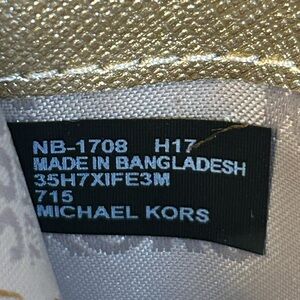 NB-1708 H17
MADE IN BANGLADESH
35H7XIFE3M
715
MICHAEL KORS